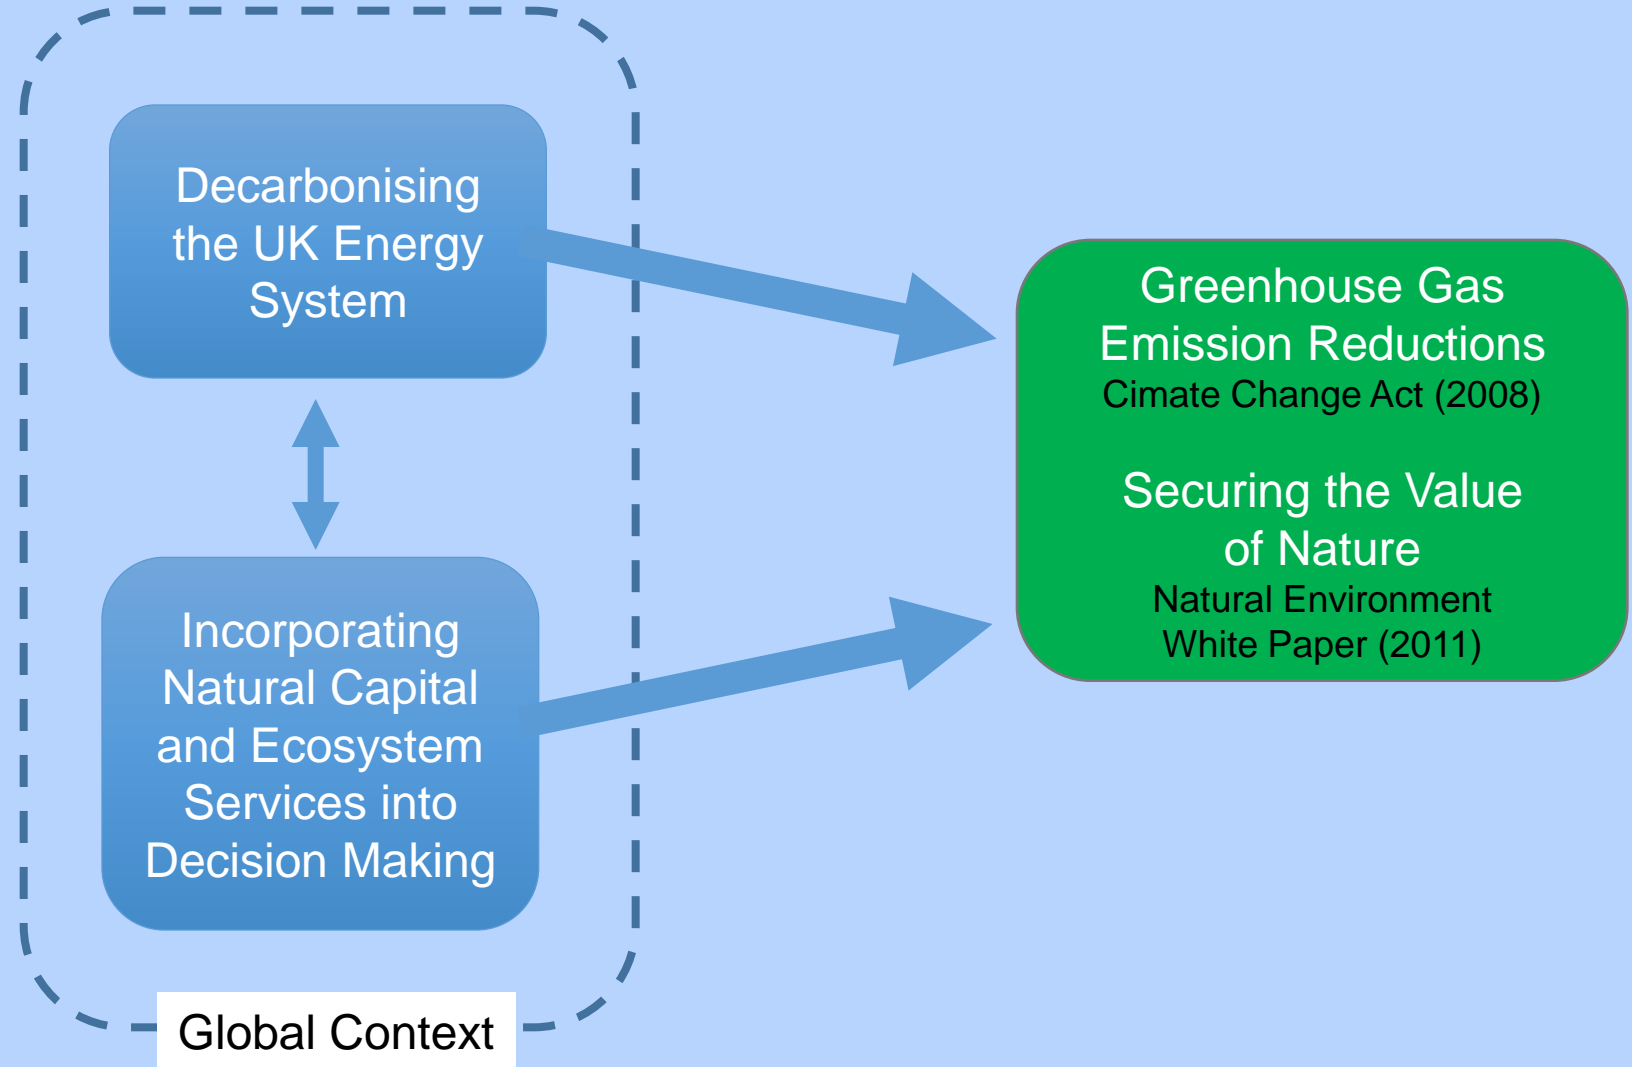 Decarbonising
the UK Energy
System
Incorporating
Natural Capital
and Ecosystem
Services into
Decision Making
Global Context
Greenhouse Gas
Emission Reductions
Cimate Change Act (2008)
Securing the Value
of Nature
Natural Environment
White Paper (2011)